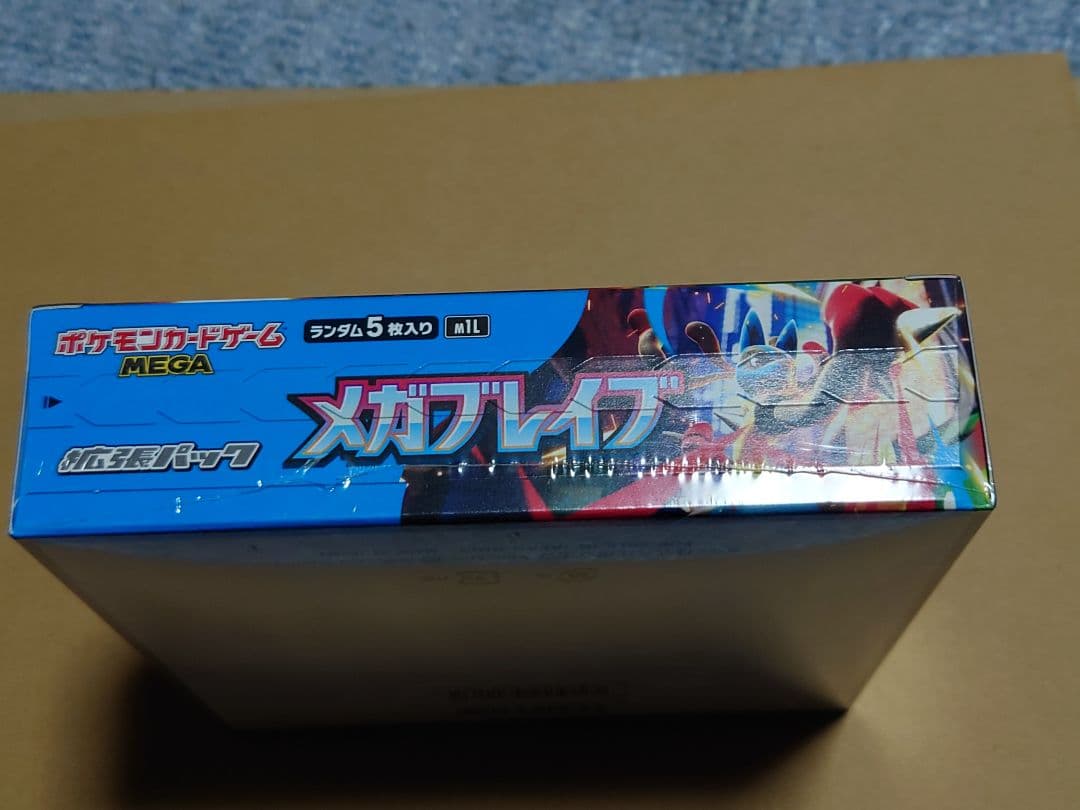 ポケモンカードゲーム
MEGA
ランダム5枚入り M1L
メガブレイブ
拡張パック